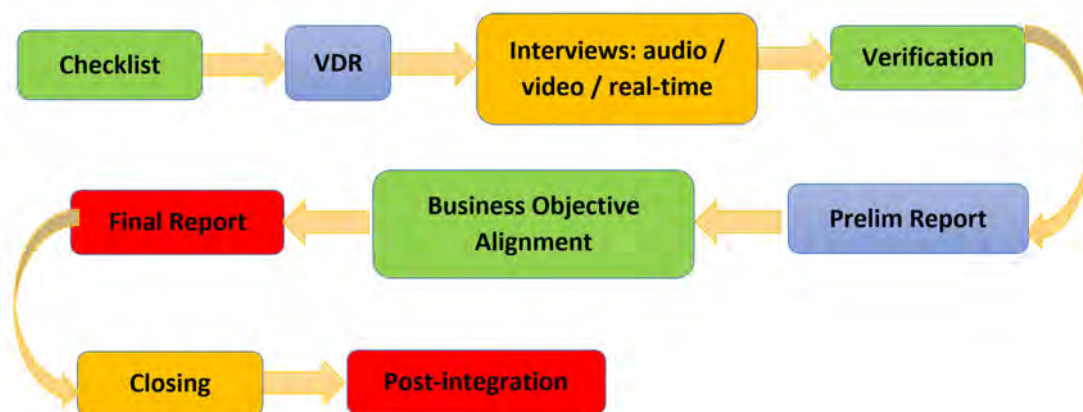 Checklist
VDR
Interviews: audio /
video / real-time
Verification
Prelim Report
Business Objective
Alignment
Final Report
Closing
Post-integration